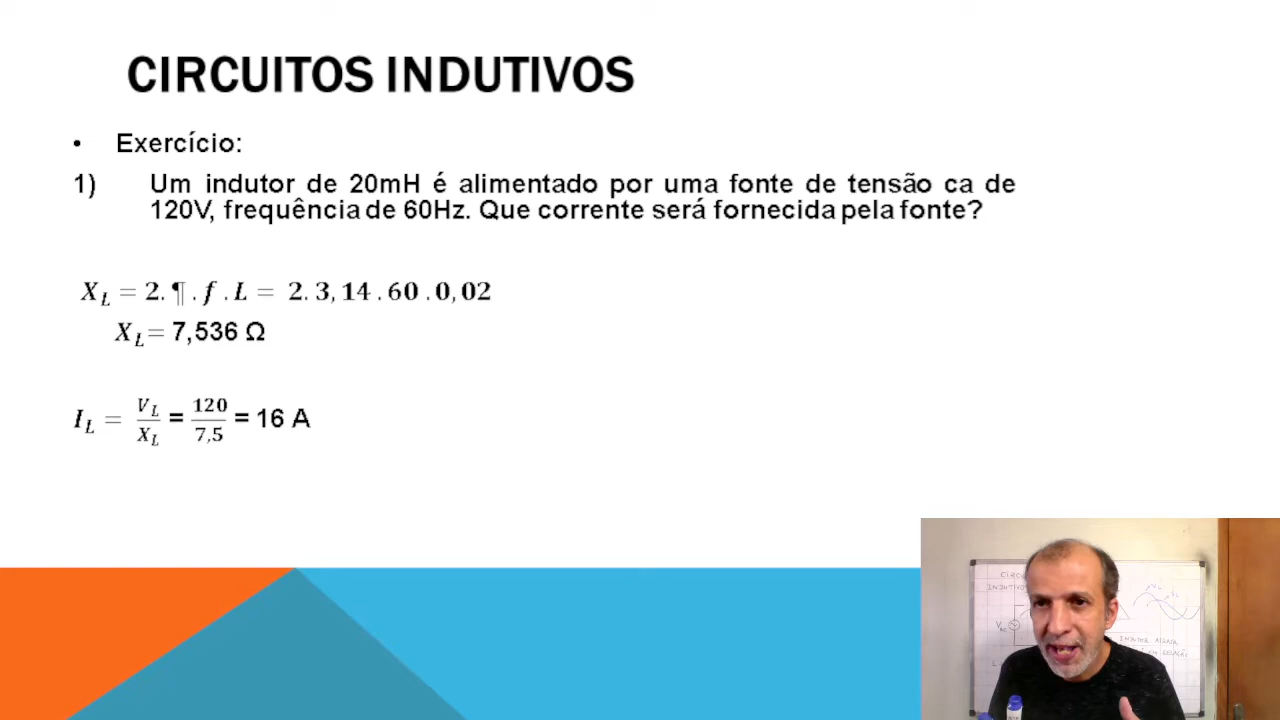 CIRCUITOS INDUTIVOS
• Exercício:
1) Um indutor de 20mH é alimentado por uma fonte de tensão ca de
120V, frequência de 60Hz. Que corrente será fornecida pela fonte?
X_L = 2. ¶ . f . L = 2. 3, 14 . 60 . 0, 02
X_L = 7,536 Ω
I_L = V_L / X_L = 120 / 7,5 = 16 A
INDUTIVOS
V_AC